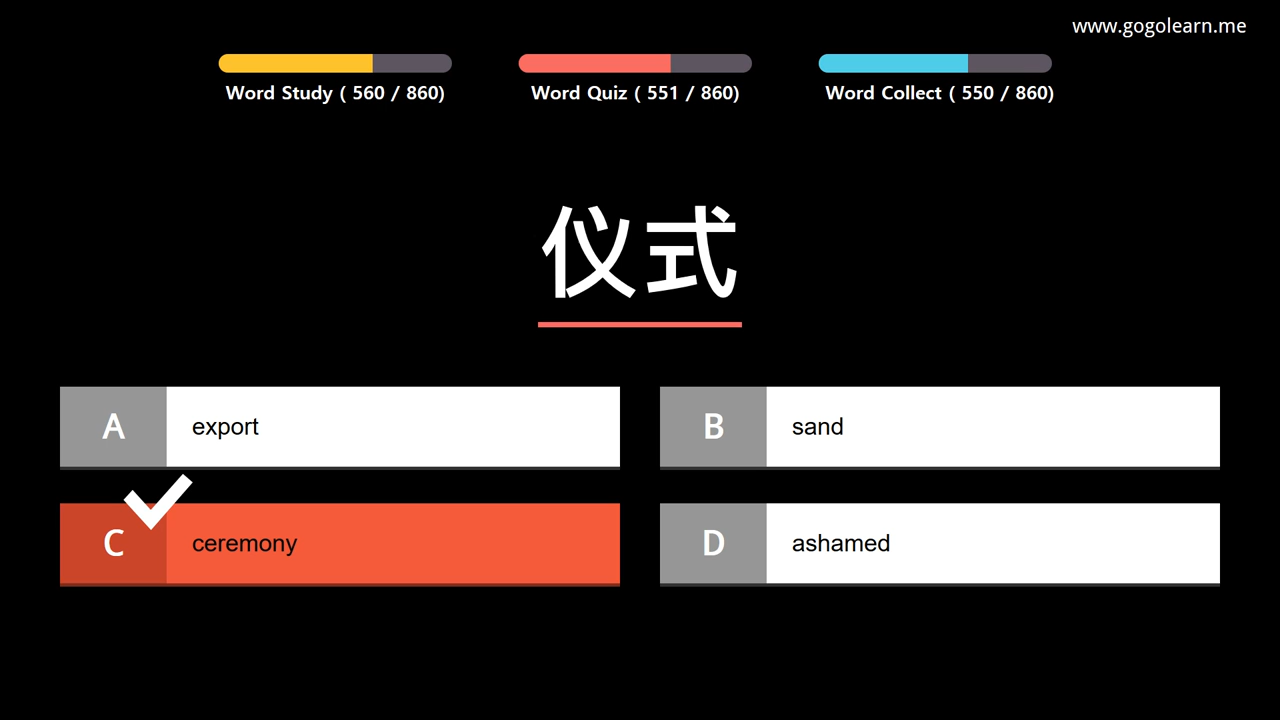 www.gogolearn.me
Word Study ( 560 / 860)
Word Quiz ( 551 / 860)
Word Collect ( 550 / 860)
仪式
A export
B sand
C ceremony
D ashamed